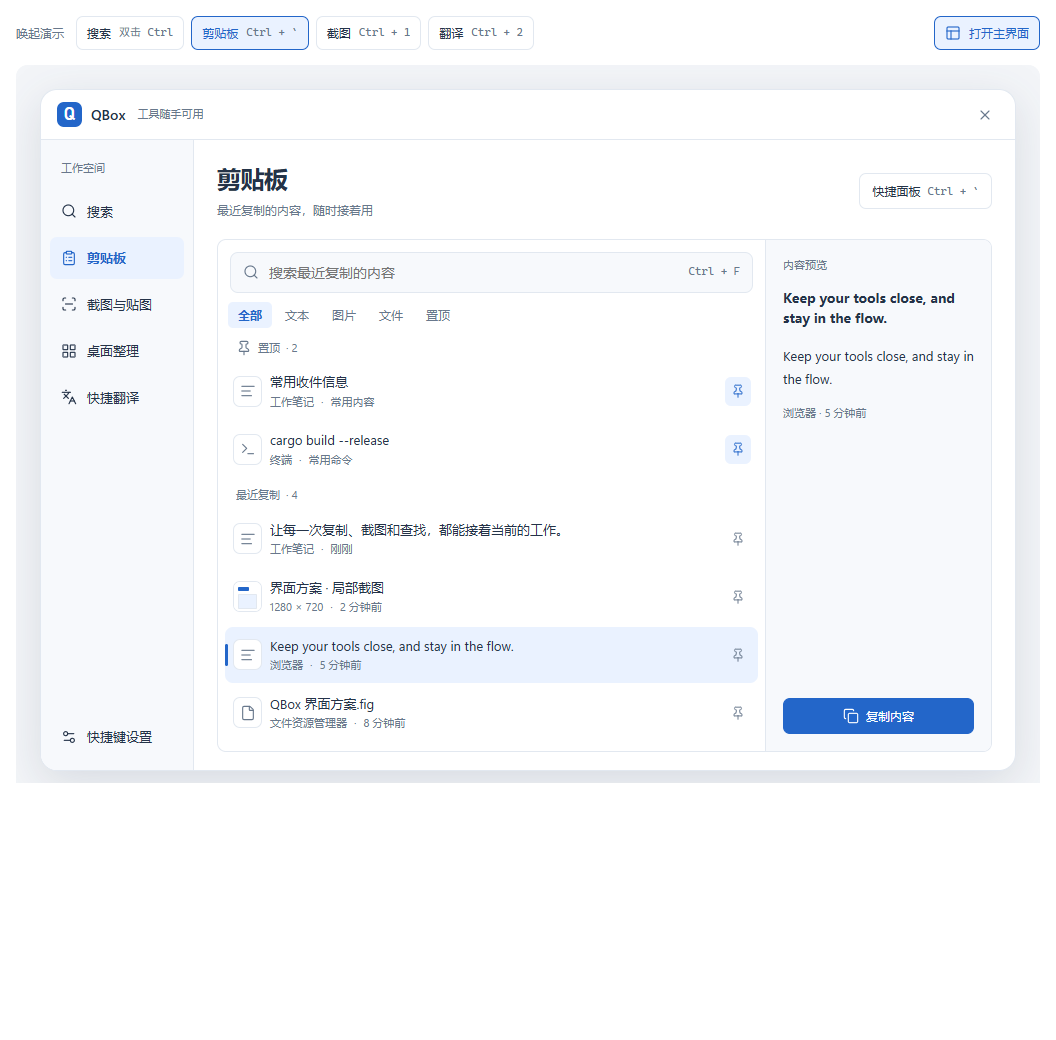 唤起演示 搜索 双击 Ctrl 剪贴板 Ctrl + ` 截图 Ctrl + 1 翻译 Ctrl + 2 打开主界面
Q QBox 工具随手可用
工作空间
搜索
剪贴板
截图与贴图
桌面整理
快捷翻译
快捷键设置
剪贴板
最近复制的内容，随时接着用
快捷面板 Ctrl + `
搜索最近复制的内容 Ctrl + F
全部 文本 图片 文件 置顶
置顶 · 2
常用收件信息
工作笔记 · 常用内容
cargo build --release
终端 · 常用命令
最近复制 · 4
让每一次复制、截图和查找，都能接着当前的工作。
工作笔记 · 刚刚
界面方案 · 局部截图
1280 × 720 · 2 分钟前
Keep your tools close, and stay in the flow.
浏览器 · 5 分钟前
QBox 界面方案.fig
文件资源管理器 · 8 分钟前
内容预览
Keep your tools close, and
stay in the flow.
Keep your tools close, and stay in
the flow.
浏览器 · 5 分钟前
复制内容